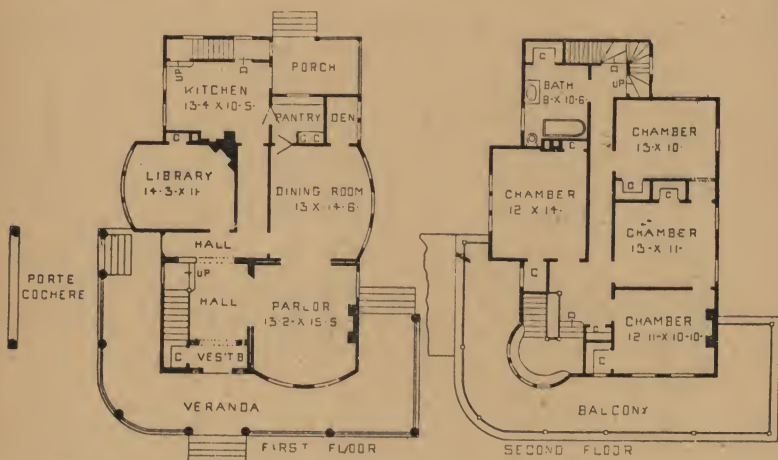 KITCHEN
13-4 X 10-5-
S
D
PORCH
PANTRY
DEN
C C
C
LIBRARY
14-3-X 11-
DINING ROOM
13 X 14-6-
HALL
UP
HALL
PARLOR
13-2-X 15-5
C
VEST'B
PORTE
COCHERE
VERANDA
FIRST FLOOR
C
BATH
8-X 10-6-
D
UP
C
CHAMBER
13-X 10-
CHAMBER
12 X 14-
C
C
CHAMBER
13-X 11-
C
D
C
CHAMBER
12 11-X 10-10-
C
BALCONY
SECOND FLOOR